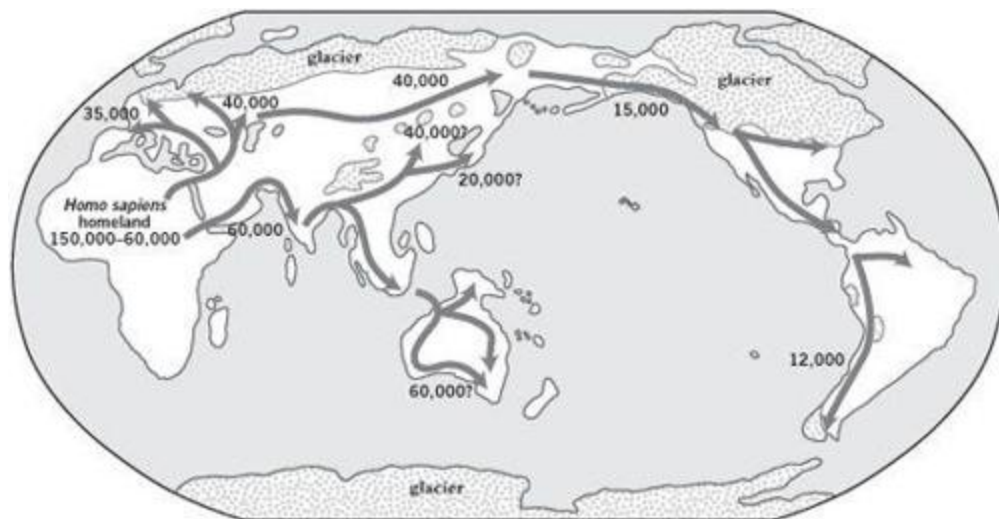 glacier
glacier
40,000
40,000
35,000
15,000
40,000?
20,000?
Homo sapiens
homeland
150,000–60,000
60,000
60,000?
12,000
glacier